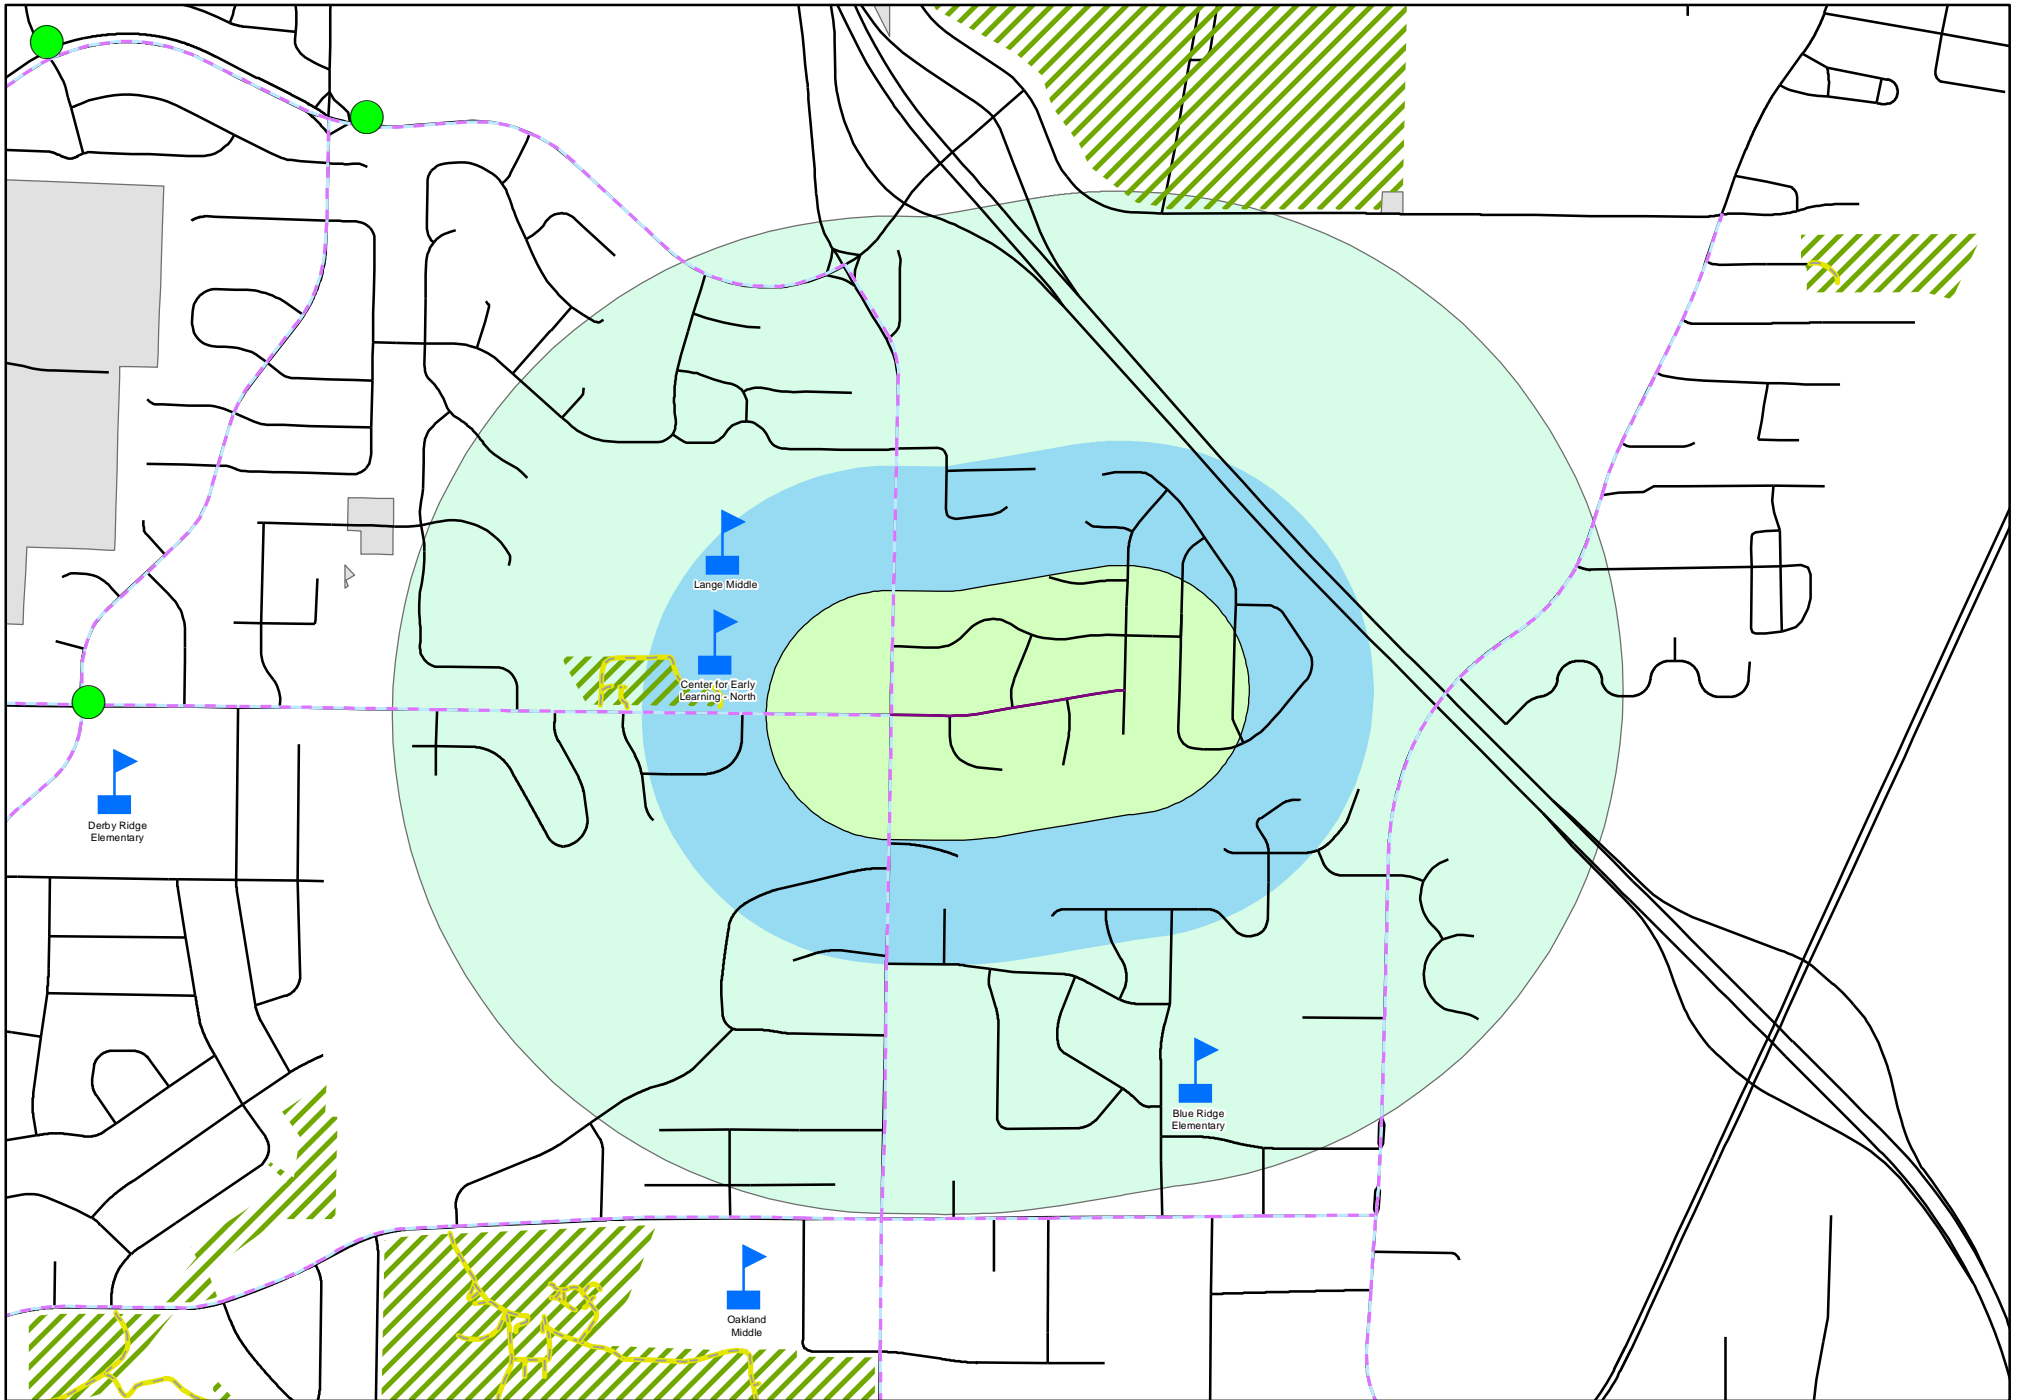 Lange Middle
Center for Early
Learning - North
Derby Ridge
Elementary
Blue Ridge
Elementary
Oakland
Middle